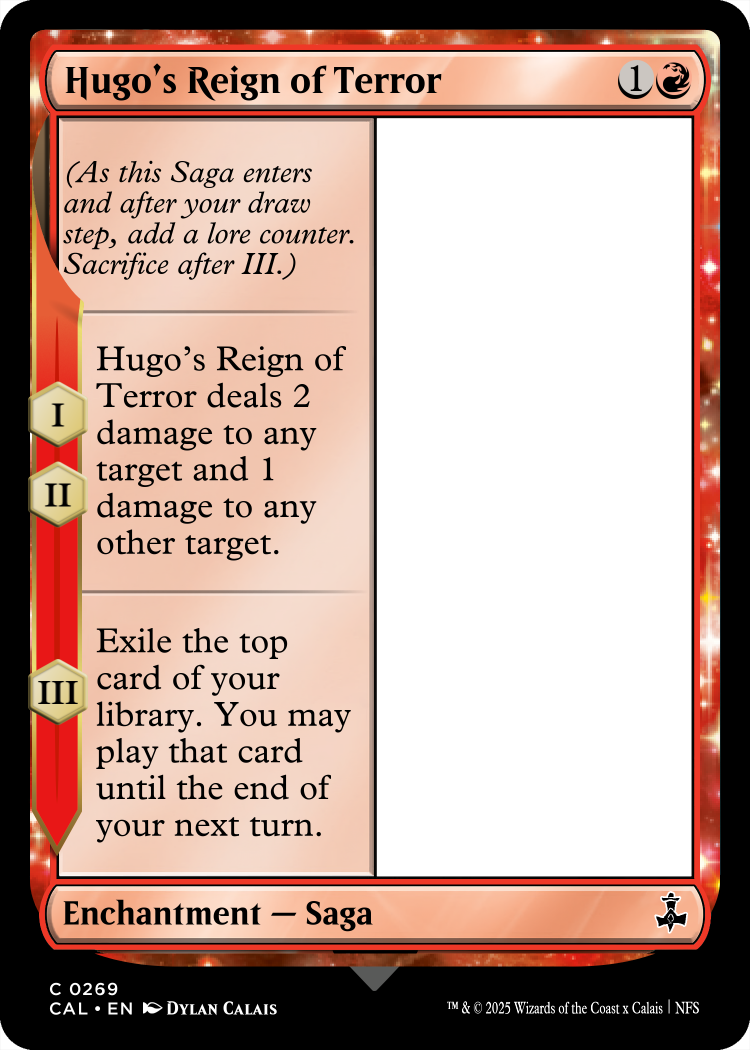 Hugo's Reign of Terror 1
(As this Saga enters
and after your draw
step, add a lore counter.
Sacrifice after III.)
I
Hugo's Reign of
Terror deals 2
damage to any
target and 1
damage to any
other target.
II
III
Exile the top
card of your
library. You may
play that card
until the end of
your next turn.
Enchantment — Saga
C 0269
CAL • EN DYLAN CALAIS
™ & © 2025 Wizards of the Coast x Calais | NFS